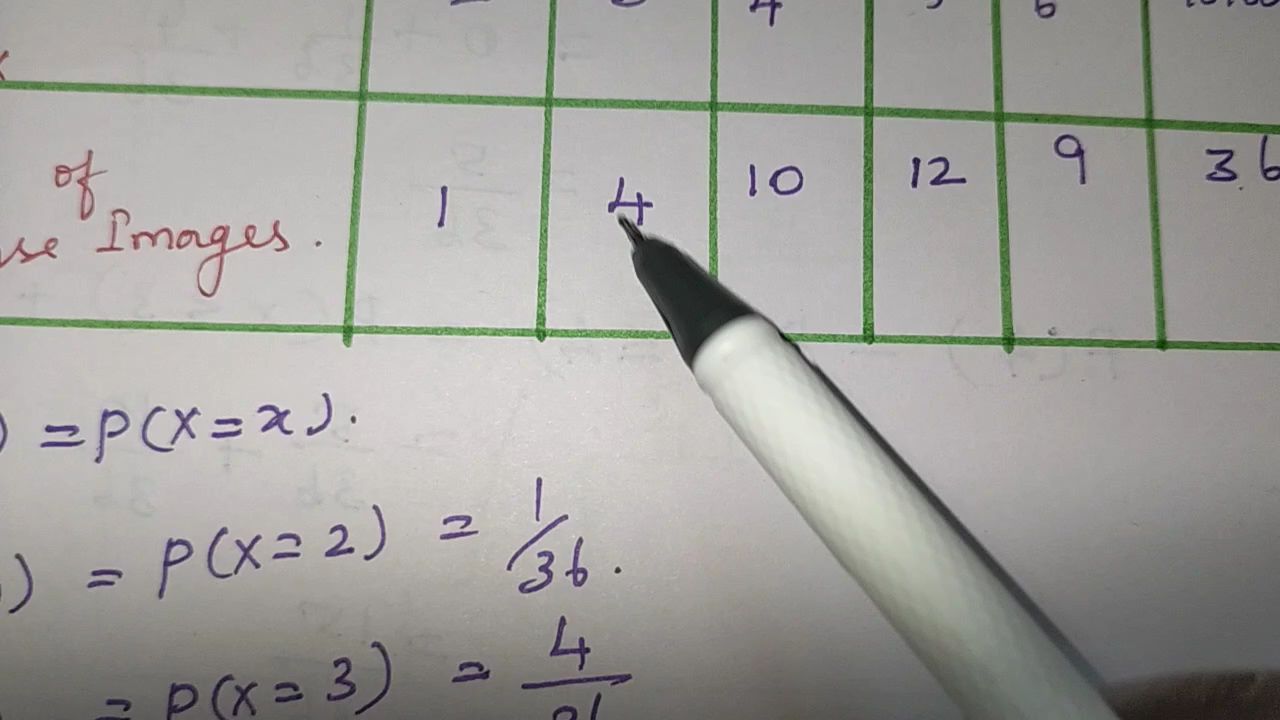 4 6
of 1 4 10 12 9 36
Images.
= P(X = x).
) = P(X = 2) = 1/36.
= P(X = 3) = 4